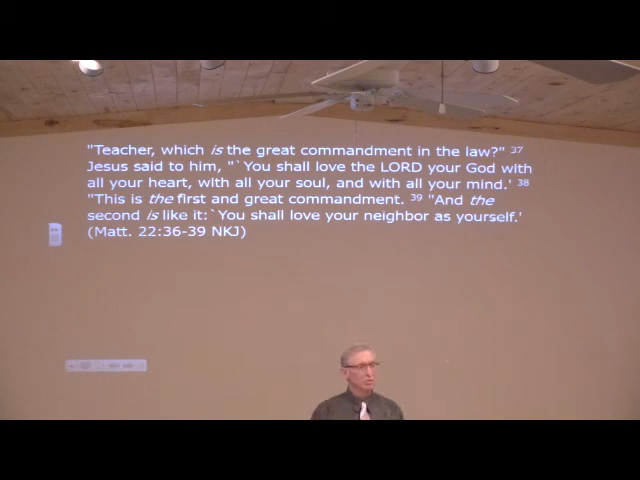 "Teacher, which is the great commandment in the law?" 37
Jesus said to him, "`You shall love the LORD your God with
all your heart, with all your soul, and with all your mind.' 38
"This is the first and great commandment. 39 "And the
second is like it:`You shall love your neighbor as yourself.'
(Matt. 22:36-39 NKJ)